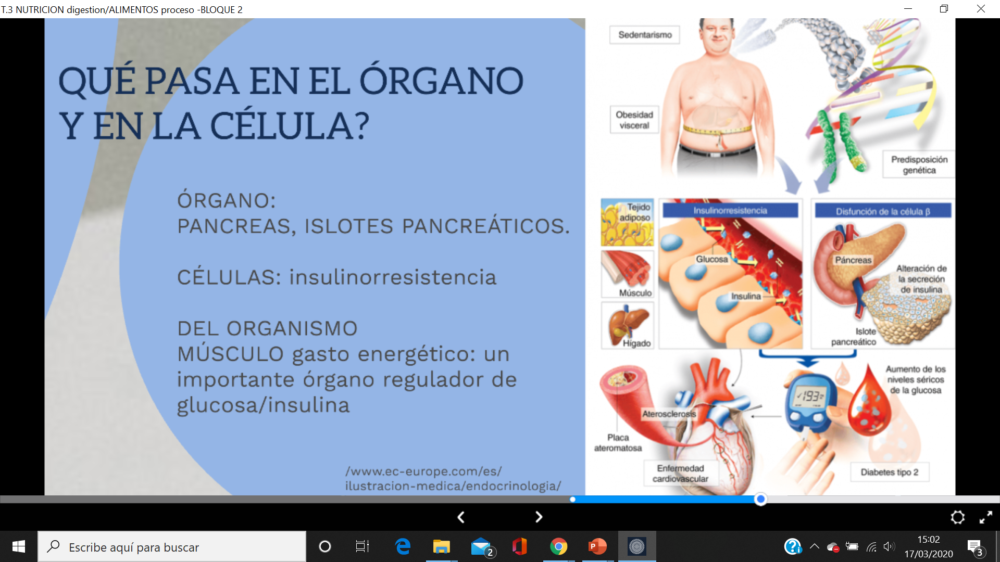 T.3 NUTRICION digestion/ALIMENTOS proceso -BLOQUE 2
QUÉ PASA EN EL ÓRGANO
Y EN LA CÉLULA?
ÓRGANO:
PANCREAS, ISLOTES PANCREÁTICOS.
CÉLULAS: insulinorresistencia
DEL ORGANISMO
MÚSCULO gasto energético: un
importante órgano regulador de
glucosa/insulina
/www.ec-europe.com/es/
ilustracion-medica/endocrinologia/
Sedentarismo
Obesidad
visceral
Predisposición
genética
Tejido
adiposo
Músculo
Hígado
Insulinorresistencia
Glucosa
Insulina
Disfunción de la célula β
Páncreas
Alteración de
la secreción
de insulina
Islote
pancreático
Aterosclerosis
Placa
ateromatosa
Enfermedad
cardiovascular
193
Aumento de los
niveles séricos
de la glucosa
Diabetes tipo 2
Escribe aquí para buscar
2
15:02
17/03/2020
3